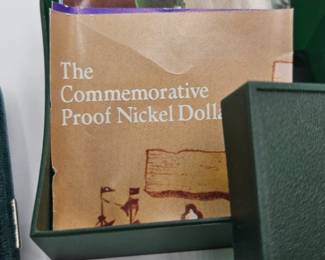 The
Commemorative
Proof Nickel Dolla